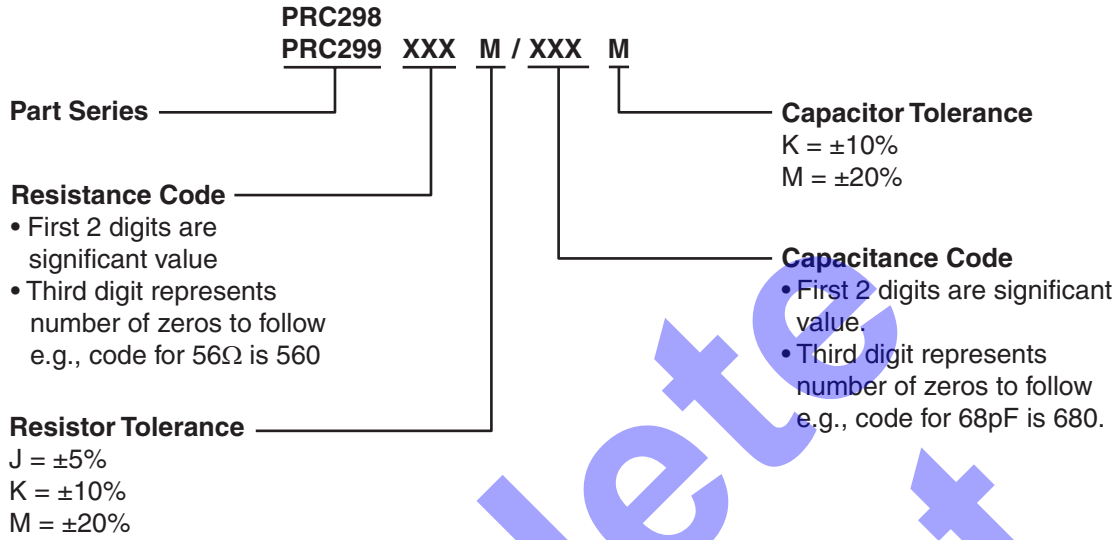 PRC298
PRC299 XXX M / XXX M
Part Series
Capacitor Tolerance
K = ±10%
M = ±20%
Resistance Code
• First 2 digits are
significant value
• Third digit represents
number of zeros to follow
e.g., code for 56Ω is 560
Capacitance Code
• First 2 digits are significant
value.
• Third digit represents
number of zeros to follow
e.g., code for 68pF is 680.
Resistor Tolerance
J = ±5%
K = ±10%
M = ±20%
lete
t